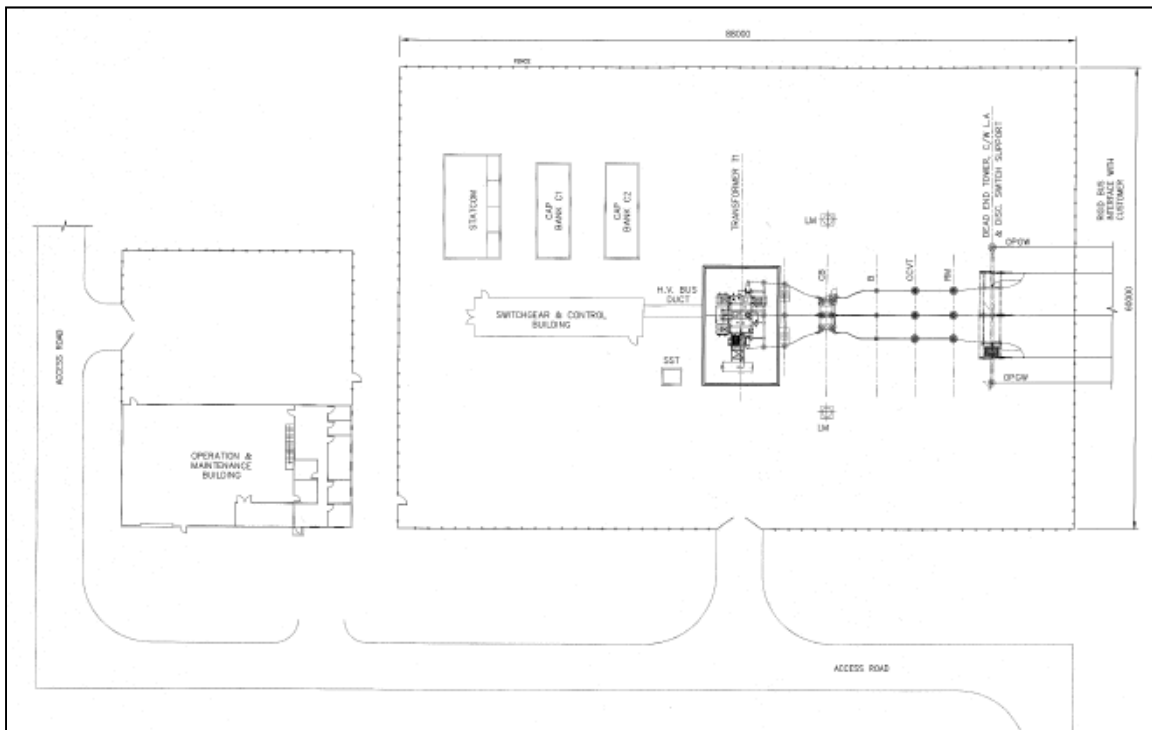 88000
FENCE
STATCOM
CAP
BANK C1
CAP
BANK C2
TRANSFORMER T1
DEAD END TOWER, C/W L.A
& DISC. SWITCH SUPPORT
RIGID BUS
INTERFACE WITH
CUSTOMER
LM
OPGW
CB
B
CCVT
RM
60000
H.V. BUS
DUCT
SWITCHGEAR & CONTROL
BUILDING
SST
OPGW
LM
ACCESS ROAD
OPERATION &
MAINTENANCE
BUILDING
ACCESS ROAD